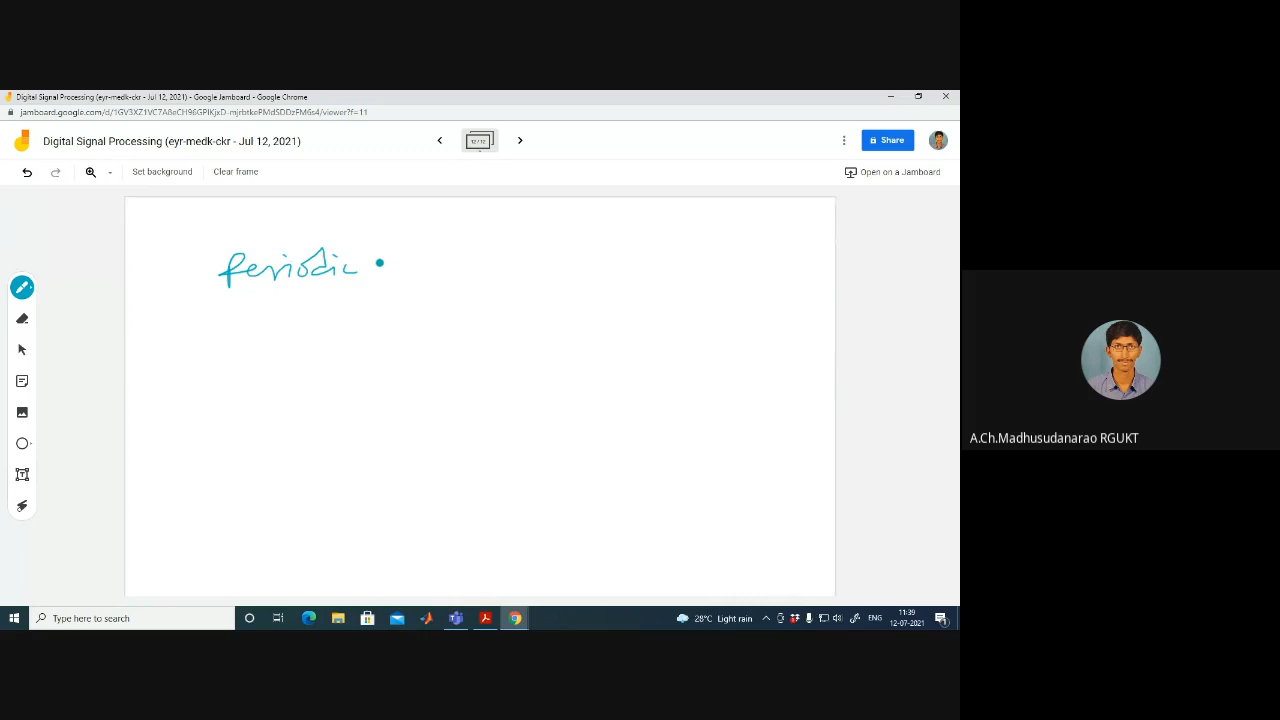 Digital Signal Processing (eyr-medk-ckr - Jul 12, 2021) - Google Jamboard - Google Chrome
Digital Signal Processing (eyr-medk-ckr - Jul 12, 2021)
12 / 12
Share
Set background
Clear frame
Open on a Jamboard
Periodic
A.Ch.Madhusudanarao RGUKT
Type here to search
28°C Light rain
ENG
11:39
12-07-2021